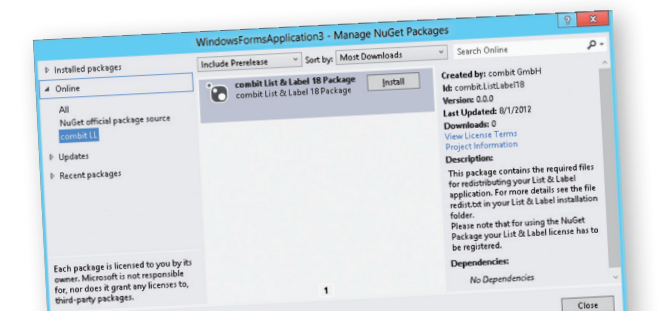 WindowsFormsApplication3 - Manage NuGet Packages
Installed packages
Online
All
NuGet official package source
combit LL
Updates
Recent packages
Each package is licensed to you by its
owner. Microsoft is not responsible
for, nor does it grant any licenses to,
third-party packages.
Include Prerelease
Sort by: Most Downloads
combit List & Label 18 Package
combit List & Label 18 Package
Install
1
Search Online
Created by: combit GmbH
Id: combit.ListLabel18
Version: 0.0.0
Last Updated: 8/1/2012
Downloads: 0
View License Terms
Project Information
Description:
This package contains the required files
for redistributing your List & Label
application. For more details see the file
redist.txt in your List & Label installation
folder.
Please note that for using the NuGet
Package your List & Label license has to
be registered.
Dependencies:
No Dependencies
Close